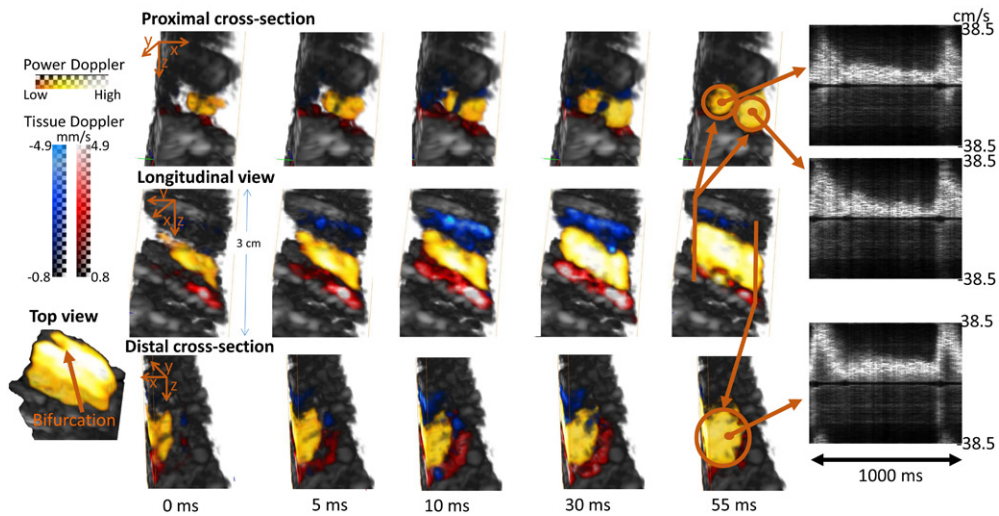 Proximal cross-section
y
x
z
Power Doppler
Low High
Tissue Doppler
mm/s
-4.9 4.9
-0.8 0.8
Longitudinal view
y
x
z
3 cm
Top view
Bifurcation
Distal cross-section
y
x
z
0 ms 5 ms 10 ms 30 ms 55 ms
cm/s
38.5
-38.5
38.5
-38.5
38.5
-38.5
1000 ms